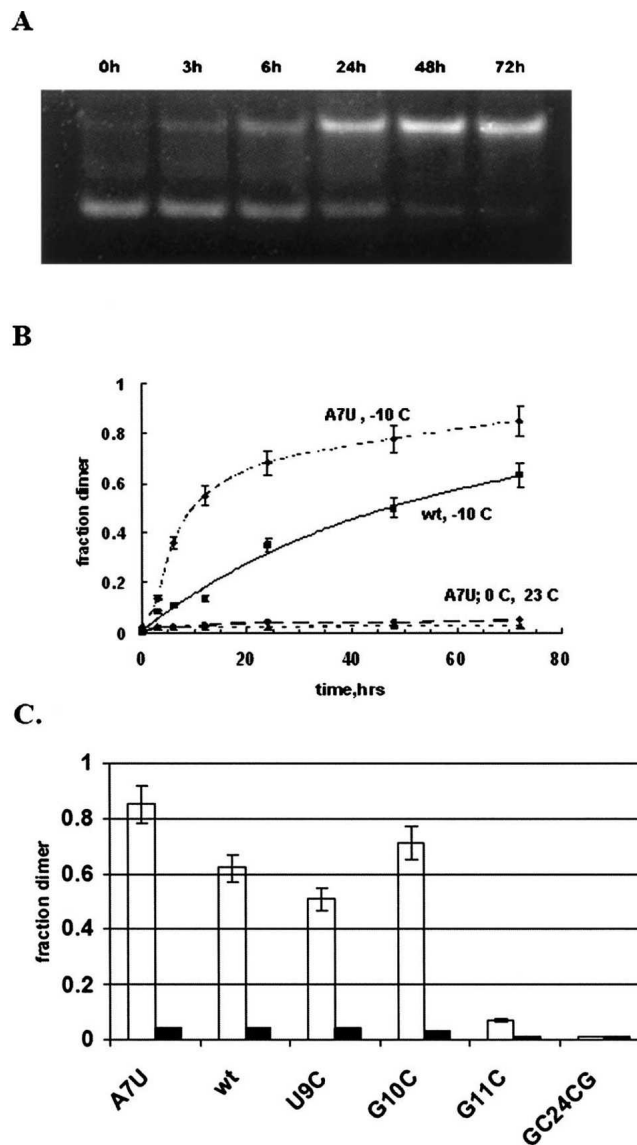 A
0h 3h 6h 24h 48h 72h
B
1
0.8
0.6
0.4
0.2
0
fraction dimer
A7U , -10 C
wt, -10 C
A7U; 0 C, 23 C
0 20 40 60 80
time,hrs
C.
1
0.8
0.6
0.4
0.2
0
fraction dimer
A7U wt U9C G10C G11C GC24CG